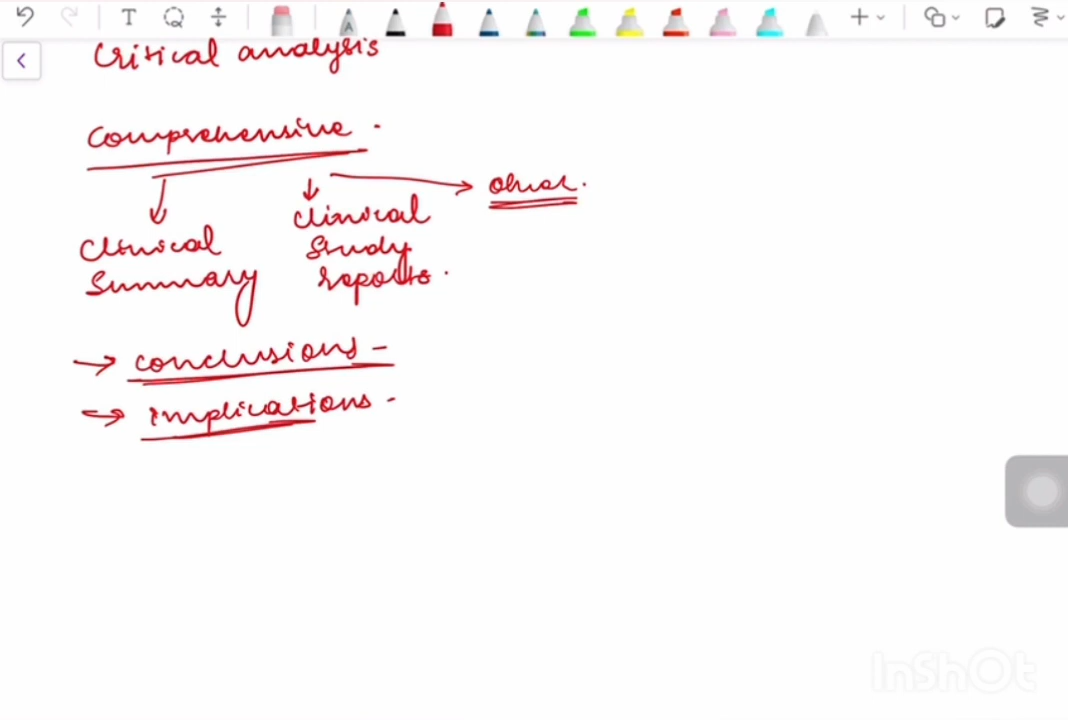 Critical analysis
Comprehensive.
other.
Clinical
Summary
Clinical
Study
reports.
→ conclusions -
→ implications -
InShOt